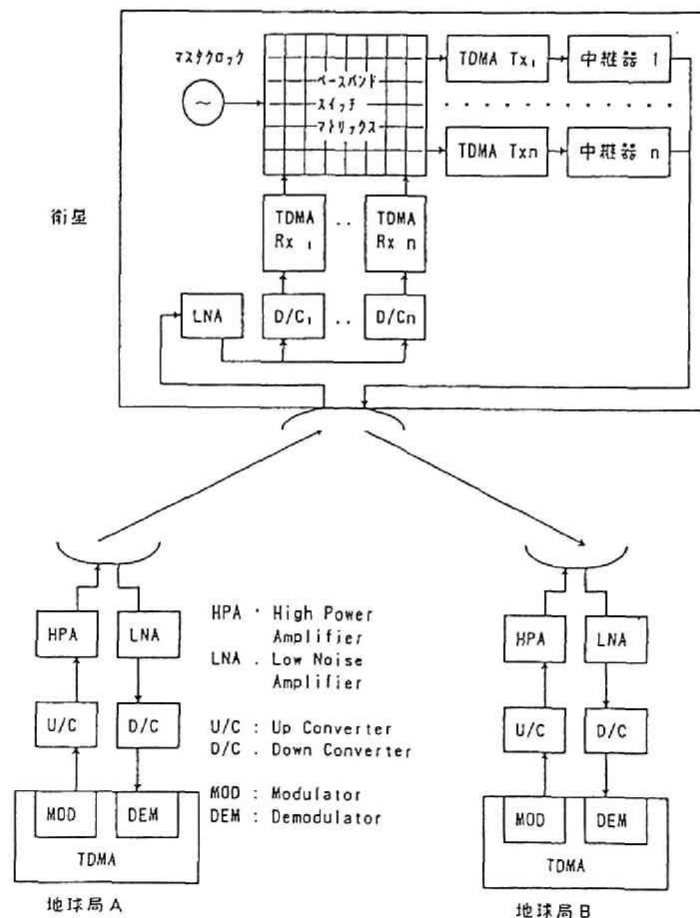 マスタクロック
TDMA Tx₁
中継器 1
ベースバンド
スイッチ
マトリックス
TDMA Txn
中継器 n
衛星
TDMA Rx ₁
‥
TDMA Rx n
LNA
D/C₁
‥
D/Cn
HPA
LNA
HPA · High Power
Amplifier
LNA . Low Noise
Amplifier
HPA
LNA
U/C
D/C
U/C : Up Converter
D/C . Down Converter
U/C
D/C
MOD
DEM
TDMA
MOD : Modulator
DEM : Demodulator
MOD
DEM
TDMA
地球局A
地球局B